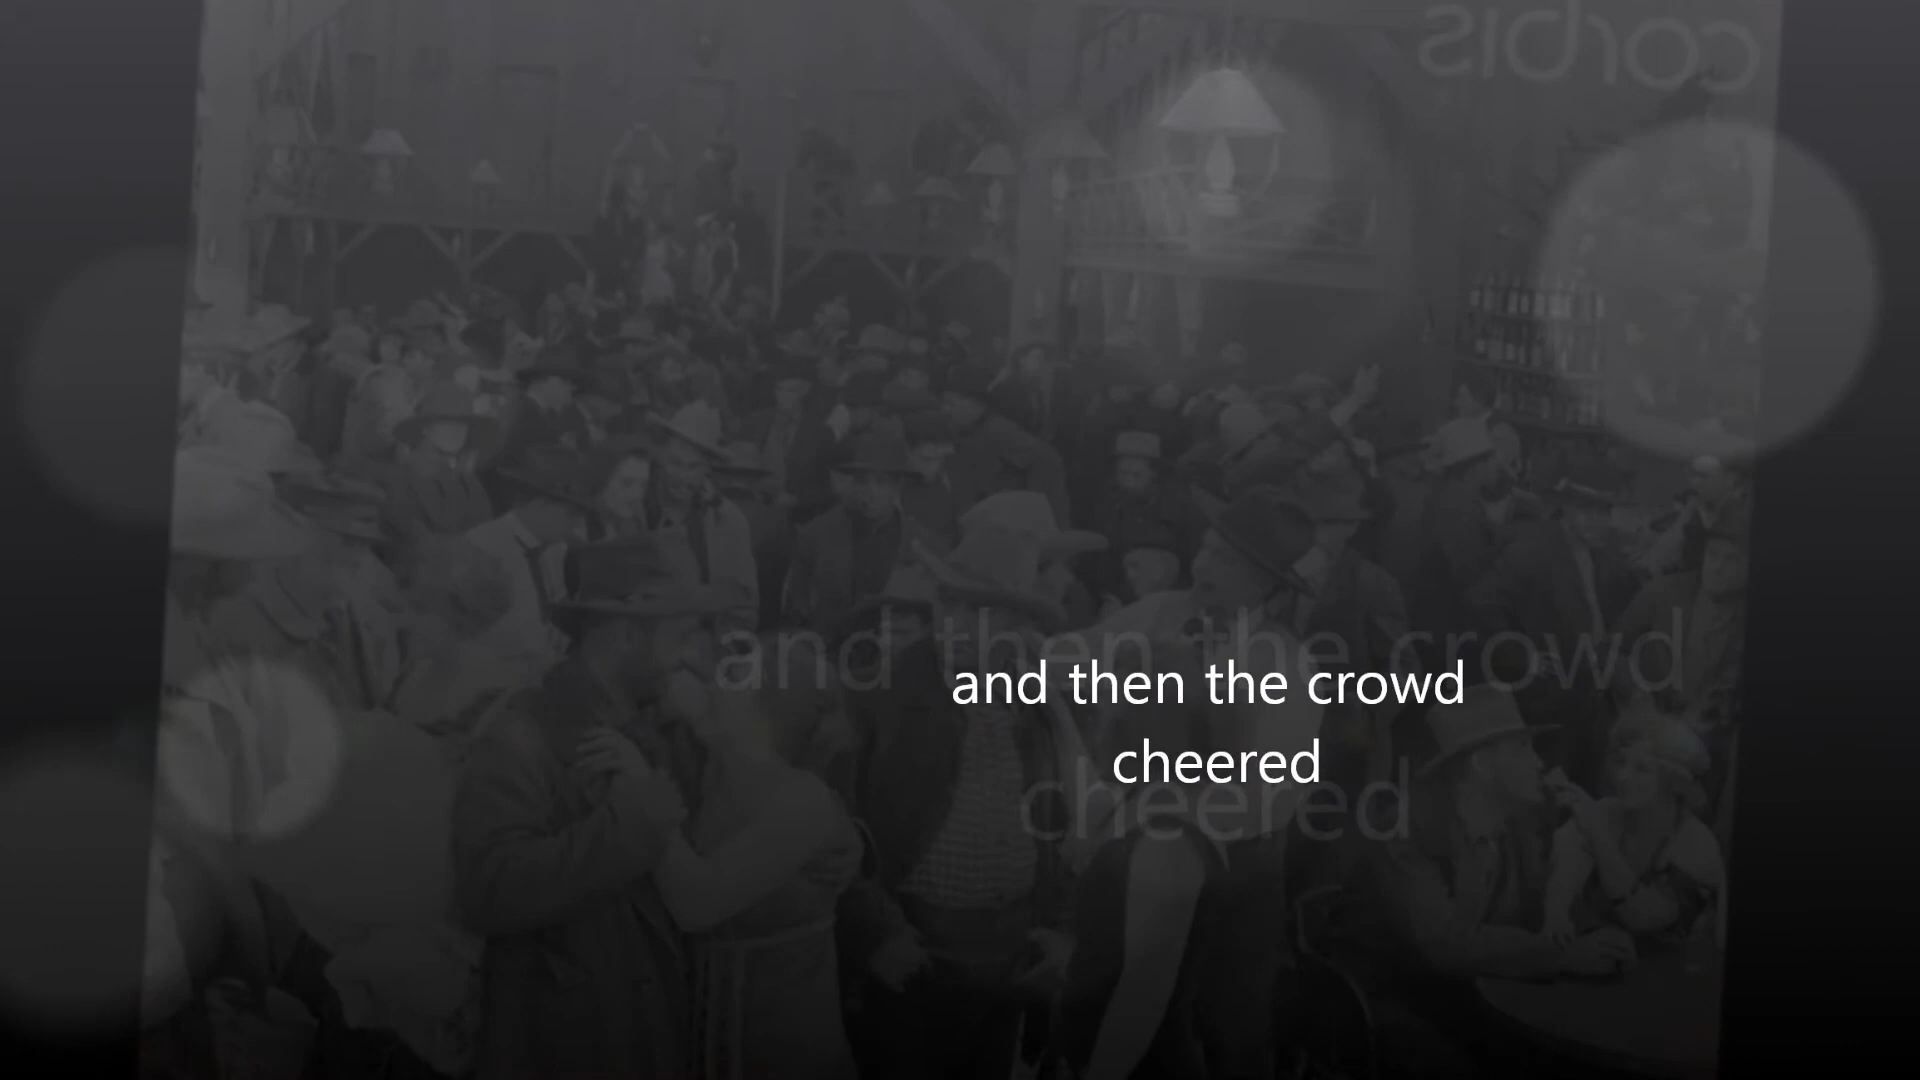 corbis
and then the crowd
cheered
and then the crowd
cheered